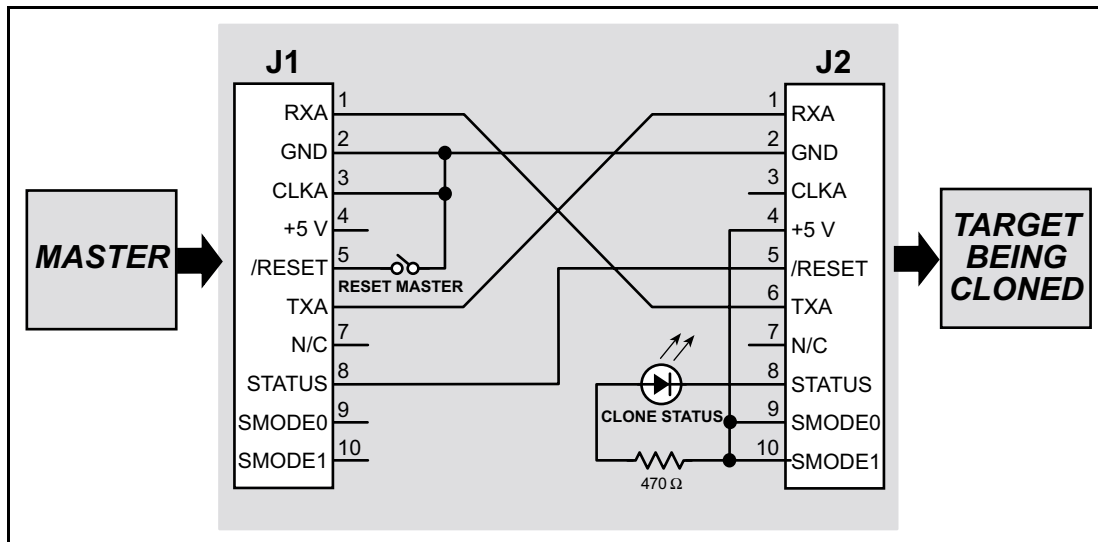 J1
J2
RXA 1
GND 2
CLKA 3
+5 V 4
/RESET 5
TXA
N/C 7
STATUS 8
SMODE0 9
SMODE1 10
RESET MASTER
MASTER
1 RXA
2 GND
3 CLKA
4 +5 V
5 /RESET
6 TXA
7 N/C
8 STATUS
9 SMODE0
10 SMODE1
CLONE STATUS
470 Ω
TARGET
BEING
CLONED